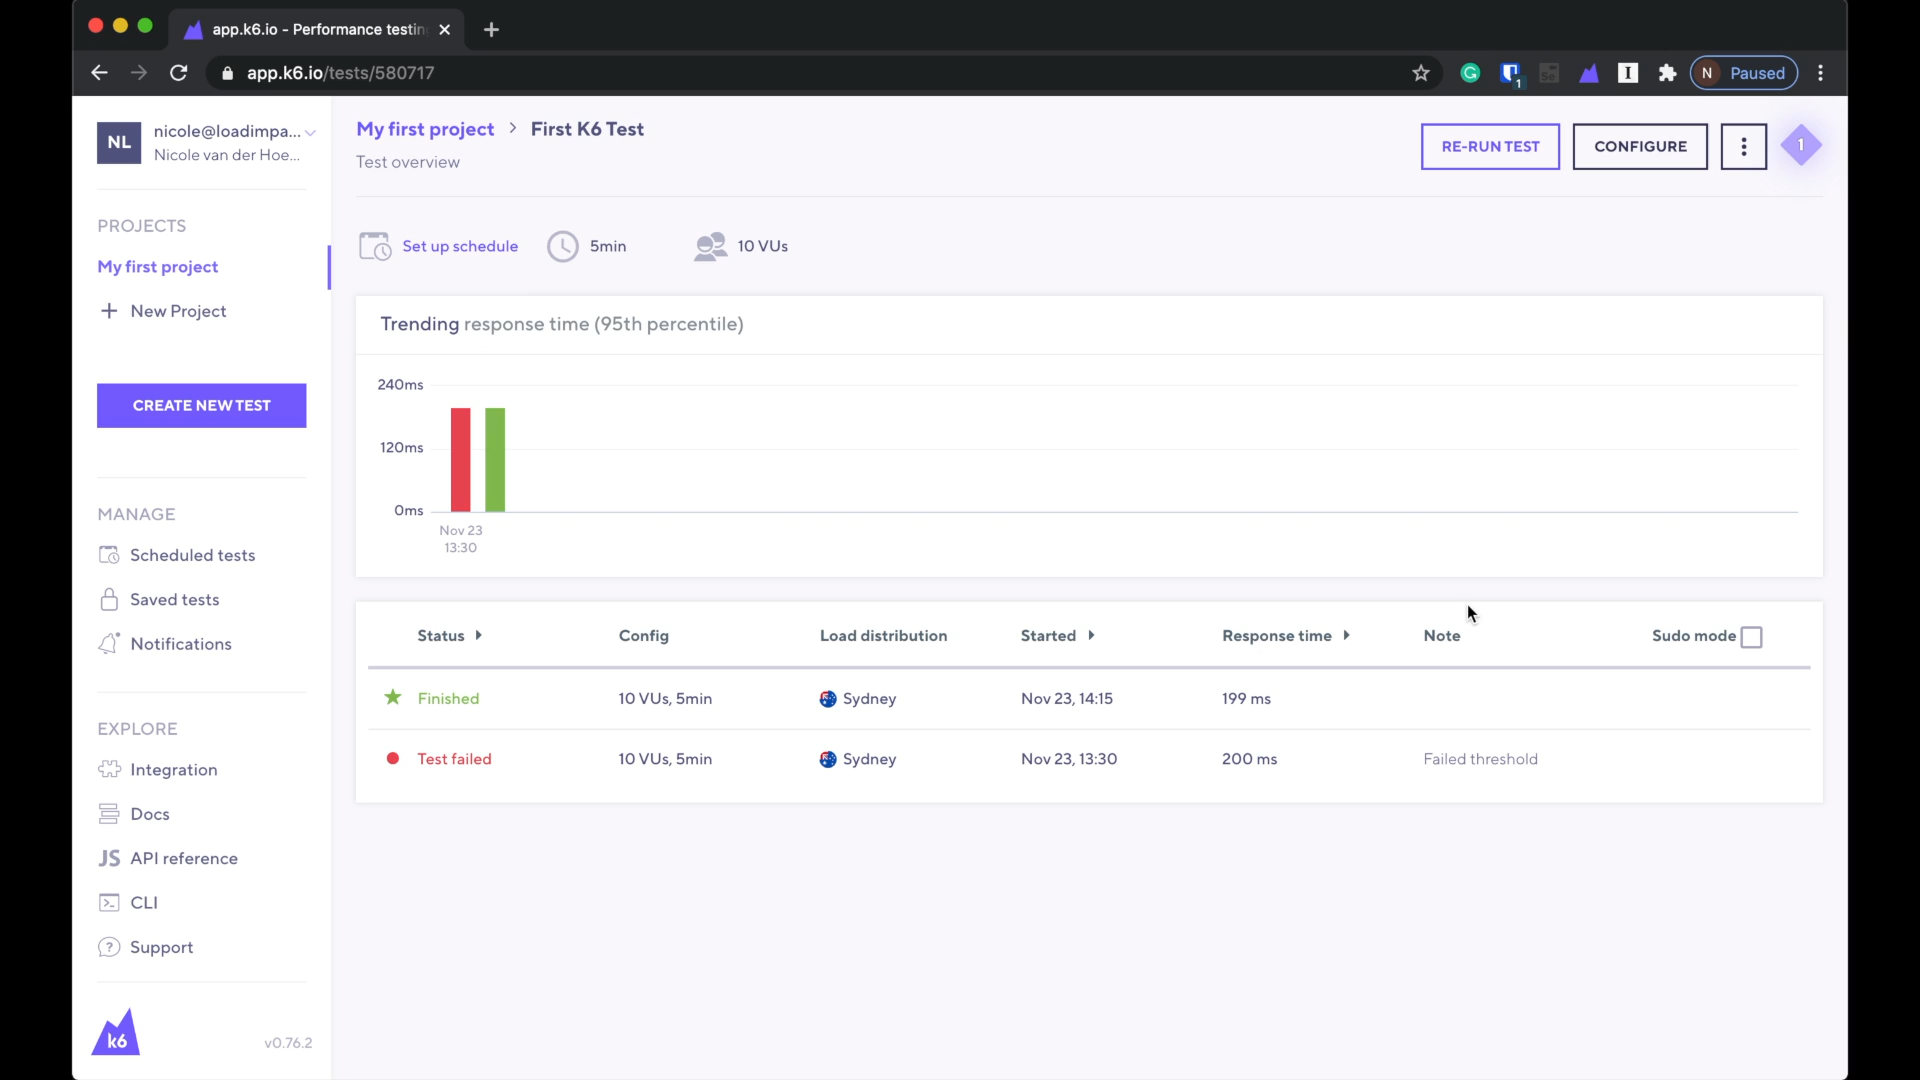 app.k6.io - Performance testin
app.k6.io/tests/580717
1
N Paused
NL
nicole@loadimpa...
Nicole van der Hoe...
My first project > First K6 Test
Test overview
RE-RUN TEST
CONFIGURE
1
PROJECTS
My first project
+ New Project
CREATE NEW TEST
Set up schedule
5min
10 VUs
Trending response time (95th percentile)
240ms
120ms
0ms
Nov 23
13:30
MANAGE
Scheduled tests
Saved tests
Notifications
Status Config Load distribution Started Response time Note Sudo mode
Finished 10 VUs, 5min Sydney Nov 23, 14:15 199 ms
Test failed 10 VUs, 5min Sydney Nov 23, 13:30 200 ms Failed threshold
EXPLORE
Integration
Docs
JS API reference
CLI
Support
k6
v0.76.2